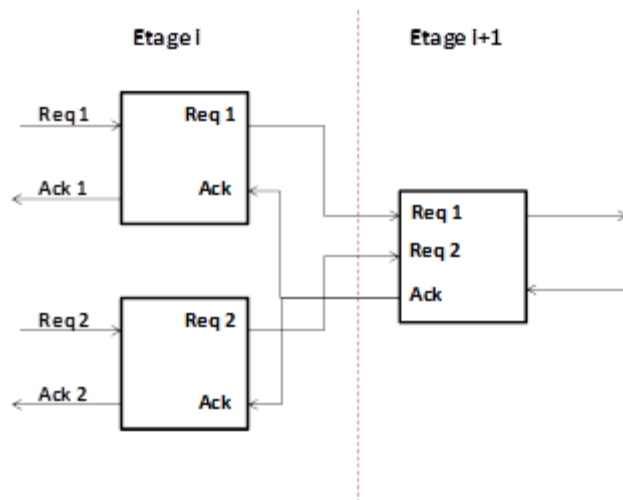 Etage i
Etage i+1
Req 1
Req 1
Ack 1
Ack
Req 1
Req 2
Ack
Req 2
Req 2
Ack 2
Ack